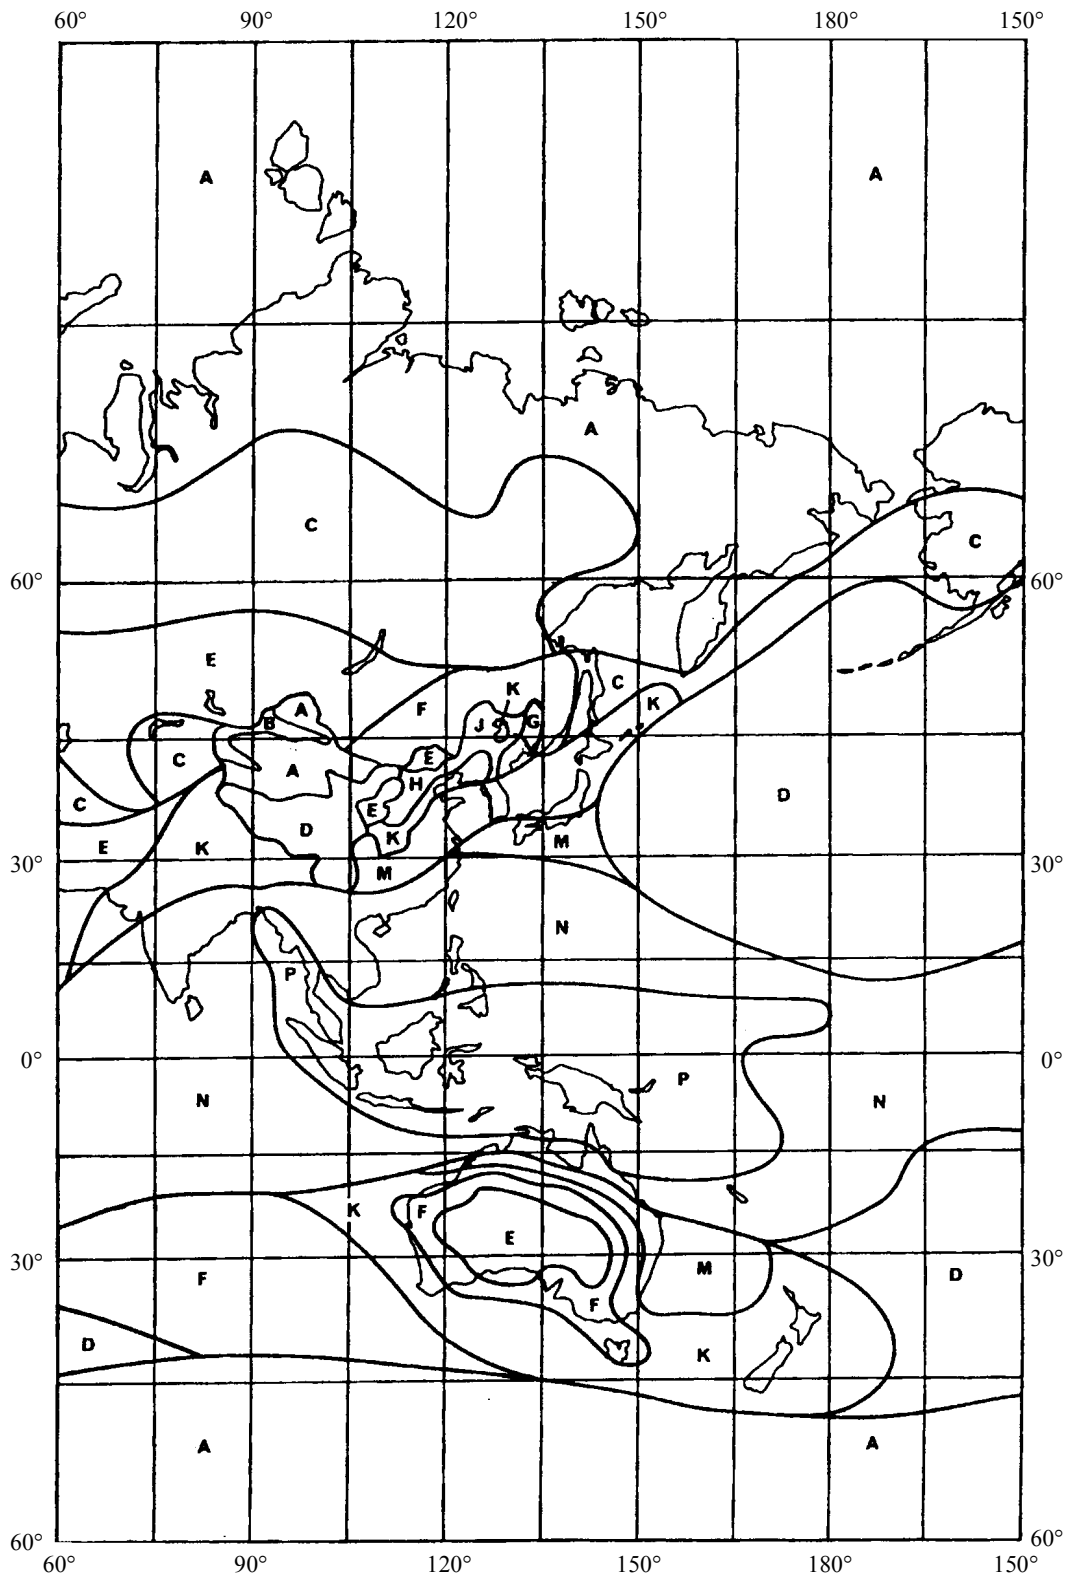 60° 90° 120° 150° 180° 150°
A A
A
C C
60° 60°
E
K C
A F K
B J G
C E
A H D
C E
D K
E K M
30° M 30°
N
P
0° 0°
P
N N
K F
E
30° M 30°
F D
F
D K
A A
60° 60°
60° 90° 120° 150° 180° 150°